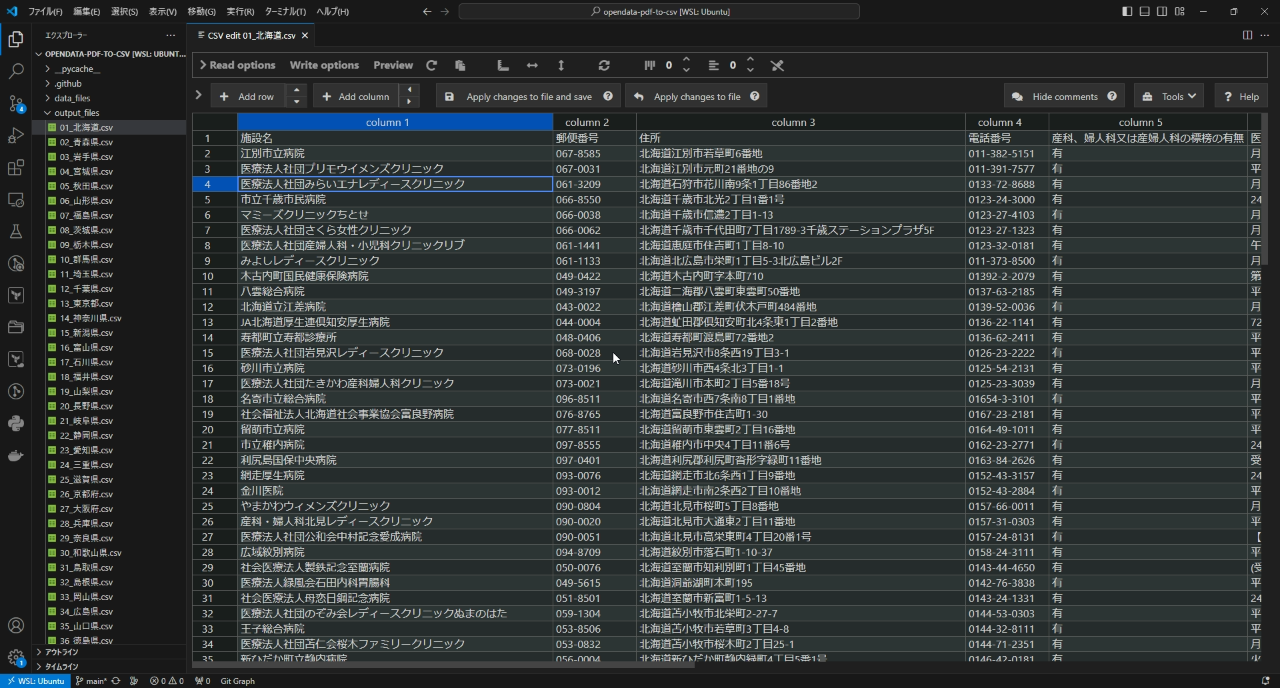 ファイル(F) 編集(E) 選択(S) 表示(V) 移動(G) 実行(R) ターミナル(T) ヘルプ(H)
opendata-pdf-to-csv [WSL: Ubuntu]
エクスプローラー
OPENDATA-PDF-TO-CSV [WSL: UBUNT...
__pycache__
.github
data_files
output_files
01_北海道.csv
02_青森県.csv
03_岩手県.csv
04_宮城県.csv
05_秋田県.csv
06_山形県.csv
07_福島県.csv
08_茨城県.csv
09_栃木県.csv
10_群馬県.csv
11_埼玉県.csv
12_千葉県.csv
13_東京都.csv
14_神奈川県.csv
15_新潟県.csv
16_富山県.csv
17_石川県.csv
18_福井県.csv
19_山梨県.csv
20_長野県.csv
21_岐阜県.csv
22_静岡県.csv
23_愛知県.csv
24_三重県.csv
25_滋賀県.csv
26_京都府.csv
27_大阪府.csv
28_兵庫県.csv
29_奈良県.csv
30_和歌山県.csv
31_鳥取県.csv
32_島根県.csv
33_岡山県.csv
34_広島県.csv
35_山口県.csv
36_徳島県.csv
アウトライン
タイムライン
4
1
CSV edit 01_北海道.csv
Read options Write options Preview 0 0
Add row Add column Apply changes to file and save Apply changes to file Hide comments Tools Help
column 1 column 2 column 3 column 4 column 5
1 施設名 郵便番号 住所 電話番号 産科、婦人科又は産婦人科の標榜の有無 医
2 江別市立病院 067-8585 北海道江別市若草町6番地 011-382-5151 有 月
3 医療法人社団プリモウイメンズクリニック 067-0031 北海道江別市元町21番地の9 011-391-7577 有 平
4 医療法人社団みらいエナレディースクリニック 061-3209 北海道石狩市花川南9条1丁目86番地2 0133-72-8688 有 月
5 市立千歳市民病院 066-8550 北海道千歳市北光2丁目1番1号 0123-24-3000 有 24
6 マミーズクリニックちとせ 066-0038 北海道千歳市信濃2丁目1-13 0123-27-4103 有 月
7 医療法人社団さくら女性クリニック 066-0062 北海道千歳市千代田町7丁目1789-3千歳ステーションプラザ5F 0123-27-1323 有 月
8 医療法人社団産婦人科・小児科クリニックリブ 061-1441 北海道恵庭市住吉町1丁目8-10 0123-32-0181 有 午
9 みよしレディースクリニック 061-1133 北海道北広島市栄町1丁目5-3北広島ビル2F 011-373-8500 有 月
10 木古内町国民健康保険病院 049-0422 北海道木古内町字本町710 01392-2-2079 有 第
11 八雲総合病院 049-3197 北海道二海郡八雲町東雲町50番地 0137-63-2185 有 平
12 北海道立江差病院 043-0022 北海道檜山郡江差町伏木戸町484番地 0139-52-0036 有 月
13 JA北海道厚生連倶知安厚生病院 044-0004 北海道虻田郡倶知安町北4条東1丁目2番地 0136-22-1141 有 72
14 寿都町立寿都診療所 048-0406 北海道寿都町渡島町72番地2 0136-62-2411 有 月
15 医療法人社団岩見沢レディースクリニック 068-0028 北海道岩見沢市8条西19丁目3-1 0126-23-2222 有 平
16 砂川市立病院 073-0196 北海道砂川市西4条北3丁目1-1 0125-54-2131 有 平
17 医療法人社団たきかわ産科婦人科クリニック 073-0021 北海道滝川市本町2丁目5番18号 0125-23-3039 有 月
18 名寄市立総合病院 096-8511 北海道名寄市西7条南8丁目1番地 01654-3-3101 有 平
19 社会福祉法人北海道社会事業協会富良野病院 076-8765 北海道富良野市住吉町1-30 0167-23-2181 有 平
20 留萌市立病院 077-8511 北海道留萌市東雲町2丁目16番地 0164-49-1011 有 平
21 市立稚内病院 097-8555 北海道稚内市中央4丁目11番6号 0162-23-2771 有 24
22 利尻島国保中央病院 097-0401 北海道利尻郡利尻町沓形字緑町11番地 0163-84-2626 有 受
23 網走厚生病院 093-0076 北海道網走市北6条西1丁目9番地 0152-43-3157 有 24
24 金川医院 093-0012 北海道網走市南2条西2丁目10番地 0152-43-2884 有 平
25 やまかわウィメンズクリニック 090-0804 北海道北見市桜町5丁目8番地 0157-66-0011 有 月
26 産科・婦人科北見レディースクリニック 090-0020 北海道北見市大通東2丁目11番地 0157-31-0303 有 平
27 医療法人社団公和会中村記念愛成病院 090-0051 北海道北見市高栄東町4丁目20番1号 0157-24-8131 有 【
28 広域紋別病院 094-8709 北海道紋別市落石町1-10-37 0158-24-3111 有 平
29 社会医療法人製鉄記念室蘭病院 050-0076 北海道室蘭市知利別町1丁目45番地 0143-44-4650 有 (受
30 医療法人緑風会石田内科胃腸科 049-5615 北海道洞爺湖町本町195 0142-76-3838 有 月
31 社会医療法人母恋日鋼記念病院 051-8501 北海道室蘭市新富町1-5-13 0143-24-1331 有 24
32 医療法人社団のぞみ会レディースクリニックぬまのはた 059-1304 北海道苫小牧市北栄町2-27-7 0144-53-0303 有 平
33 王子総合病院 053-8506 北海道苫小牧市若草町3丁目4-8 0144-32-8111 有 平
34 医療法人社団苫仁会桜木ファミリークリニック 053-0832 北海道苫小牧市桜木町2丁目25-1 0144-71-2351 有 月
35 新ひだか町立静内病院 056-0004 北海道新ひだか町静内緑町4丁目5番1号 0146-42-0181 有
WSL: Ubuntu main* 0 0 0 Git Graph